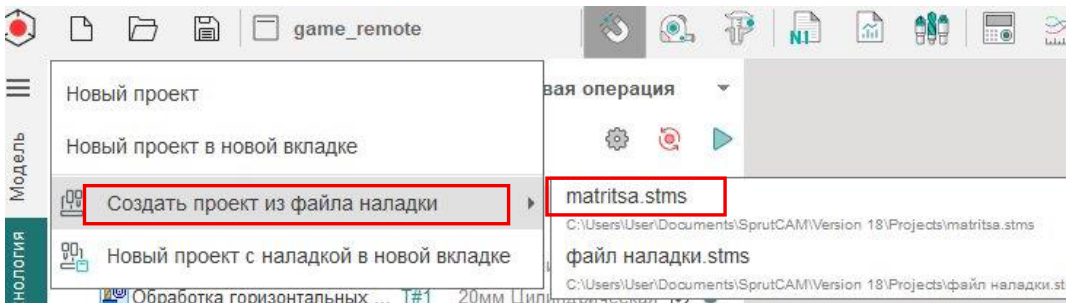 game_remote
N1
Новый проект
вая операция
Новый проект в новой вкладке
Модель
Создать проект из файла наладки
matritsa.stms
C:\Users\User\Documents\SprutCAM\Version 18\Projects\matritsa.stms
нология
Новый проект с наладкой в новой вкладке
файл наладки.stms
C:\Users\User\Documents\SprutCAM\Version 18\Projects\файл наладки.st
Обработка горизонтальных ... T#1 20мм